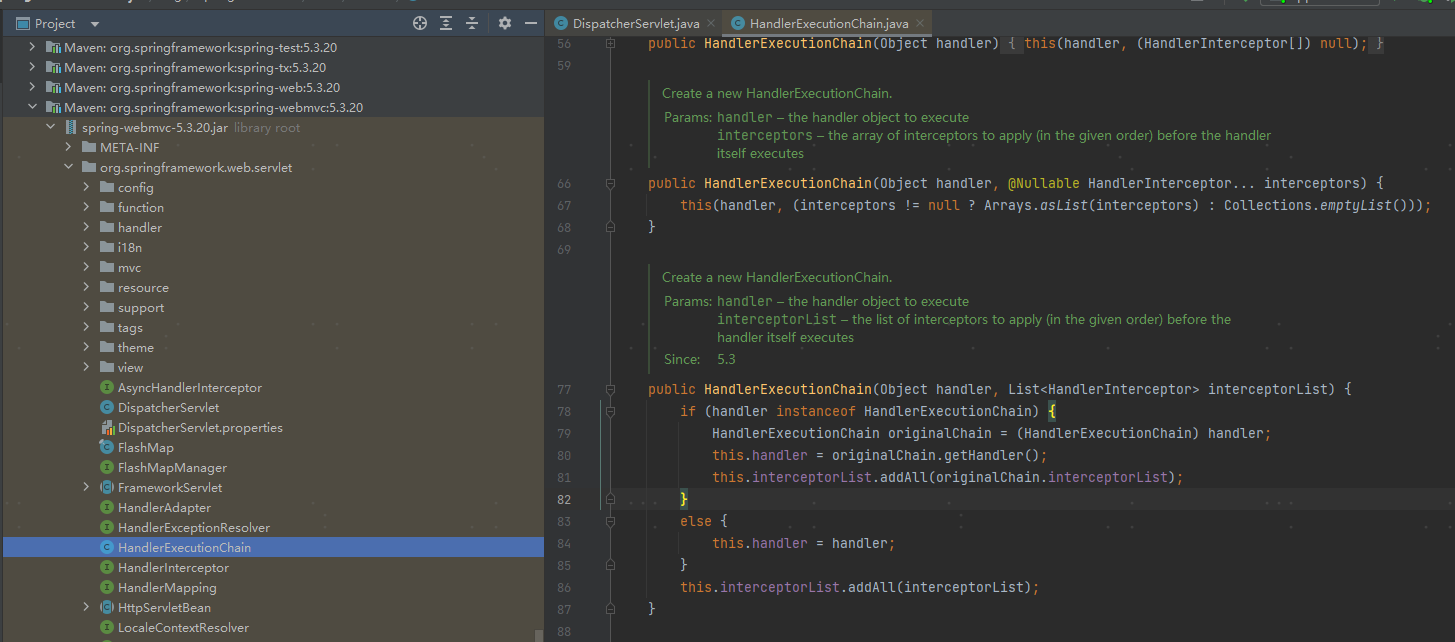 Project
Maven: org.springframework:spring-test:5.3.20
Maven: org.springframework:spring-tx:5.3.20
Maven: org.springframework:spring-web:5.3.20
Maven: org.springframework:spring-webmvc:5.3.20
spring-webmvc-5.3.20.jar library root
META-INF
org.springframework.web.servlet
config
function
handler
i18n
mvc
resource
support
tags
theme
view
AsyncHandlerInterceptor
DispatcherServlet
DispatcherServlet.properties
FlashMap
FlashMapManager
FrameworkServlet
HandlerAdapter
HandlerExceptionResolver
HandlerExecutionChain
HandlerInterceptor
HandlerMapping
HttpServletBean
LocaleContextResolver
DispatcherServlet.java
HandlerExecutionChain.java
56 public HandlerExecutionChain(Object handler) { this(handler, (HandlerInterceptor[]) null); }
59
Create a new HandlerExecutionChain.
Params: handler – the handler object to execute
interceptors – the array of interceptors to apply (in the given order) before the handler
itself executes
66 public HandlerExecutionChain(Object handler, @Nullable HandlerInterceptor... interceptors) {
67 this(handler, (interceptors != null ? Arrays.asList(interceptors) : Collections.emptyList()));
68 }
69
Create a new HandlerExecutionChain.
Params: handler – the handler object to execute
interceptorList – the list of interceptors to apply (in the given order) before the
handler itself executes
Since: 5.3
77 public HandlerExecutionChain(Object handler, List<HandlerInterceptor> interceptorList) {
78 if (handler instanceof HandlerExecutionChain) {
79 HandlerExecutionChain originalChain = (HandlerExecutionChain) handler;
80 this.handler = originalChain.getHandler();
81 this.interceptorList.addAll(originalChain.interceptorList);
82 }
83 else {
84 this.handler = handler;
85 }
86 this.interceptorList.addAll(interceptorList);
87 }
88